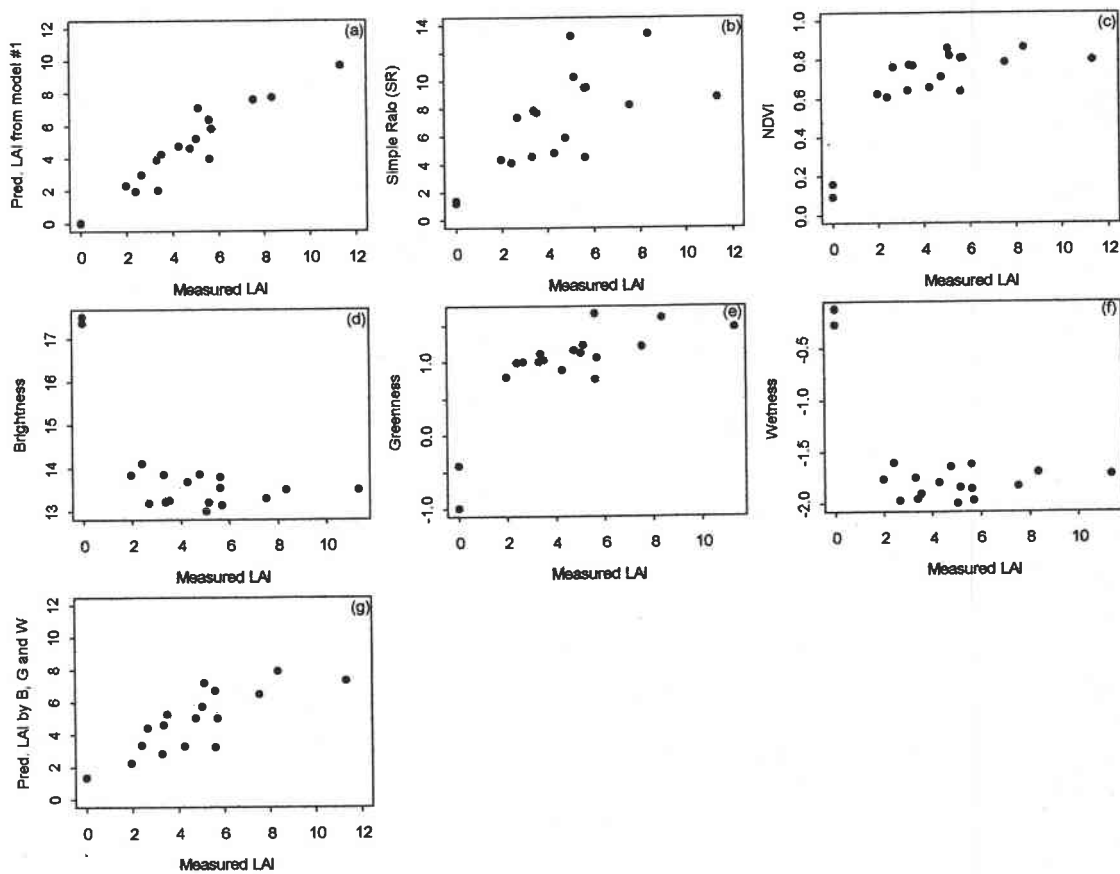 (a)
Pred. LAI from model #1
0 2 4 6 8 10 12
0 2 4 6 8 10 12
Measured LAI
(b)
Simple Raio (SR)
0 2 4 6 8 10 14
0 2 4 6 8 10 12
Measured LAI
(c)
NDVI
0.0 0.2 0.4 0.6 0.8 1.0
0 2 4 6 8 10 12
Measured LAI
(d)
Brightness
13 14 15 16 17
0 2 4 6 8 10
Measured LAI
(e)
Greenness
-1.0 0.0 1.0
0 2 4 6 8 10
Measured LAI
(f)
Wetness
-2.0 -1.5 -1.0 -0.5
0 2 4 6 8 10
Measured LAI
(g)
Pred. LAI by B, G and W
0 2 4 6 8 10 12
0 2 4 6 8 10 12
Measured LAI